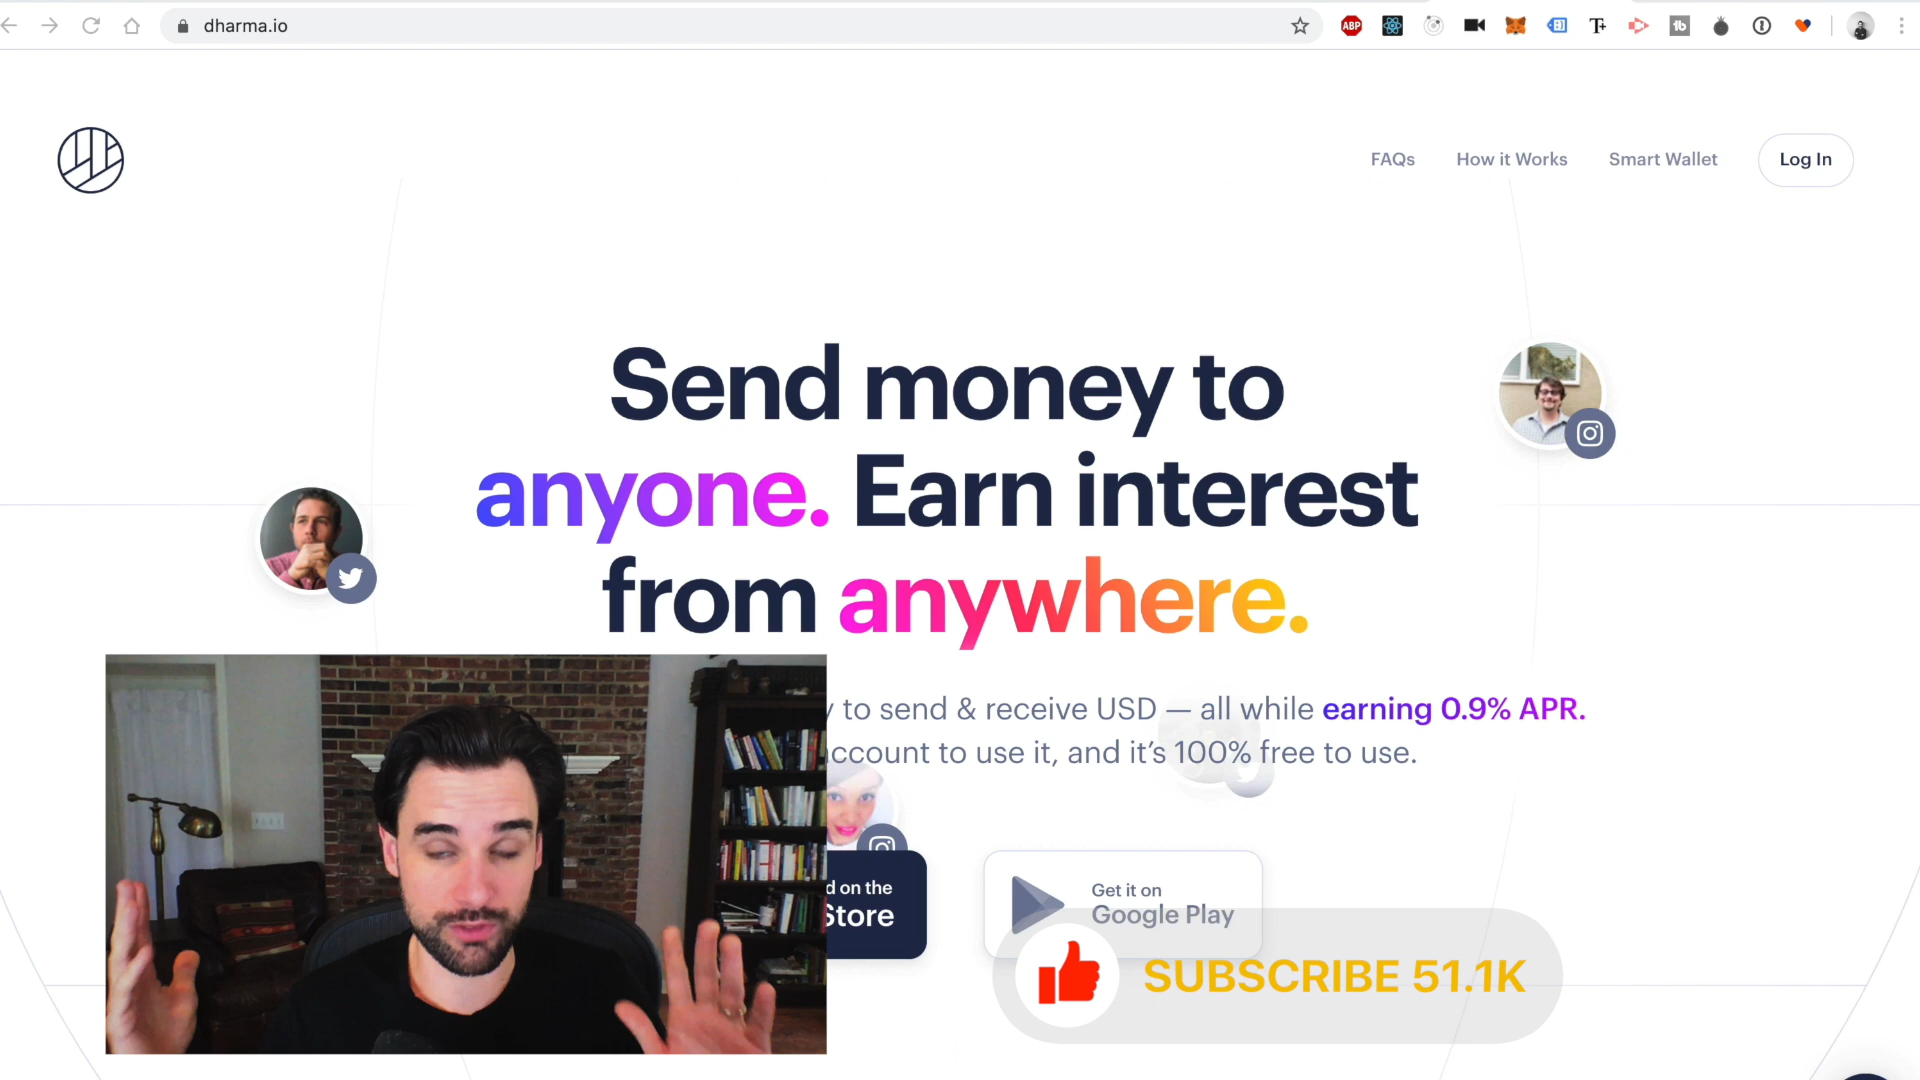 dharma.io
ABP
tb
FAQs How it Works Smart Wallet Log In
Send money to
anyone. Earn interest
from anywhere.
to send & receive USD — all while earning 0.9% APR.
to use it, and it’s 100% free to use.
on the
Store
Get it on
Google Play
SUBSCRIBE 51.1K